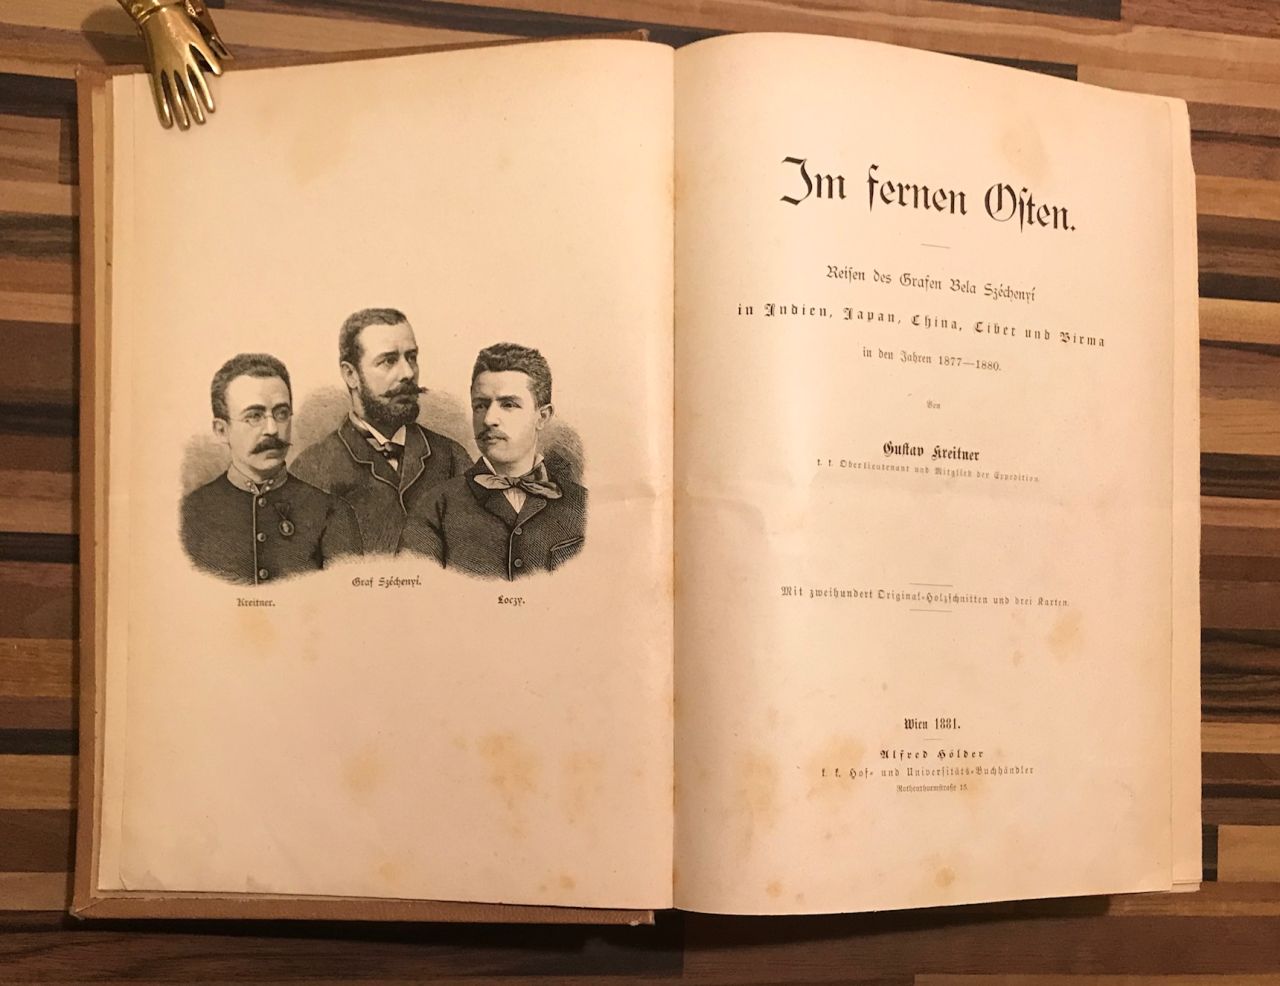 Kreitner.
Graf Széchenyi.
Loczy.
Im fernen Osten.
Reisen des Grafen Bela Széchenyi
in Indien, Japan, China, Tibet und Birma
in den Jahren 1877—1880.
Von
Gustav Kreitner
k. k. Oberlieutenant und Mitglied der Expedition.
Mit zweihundert Original-Holzschnitten und drei Karten.
Wien 1881.
Alfred Hölder
k. k. Hof- und Universitäts-Buchhändler
Rothenthurmstraße 15.